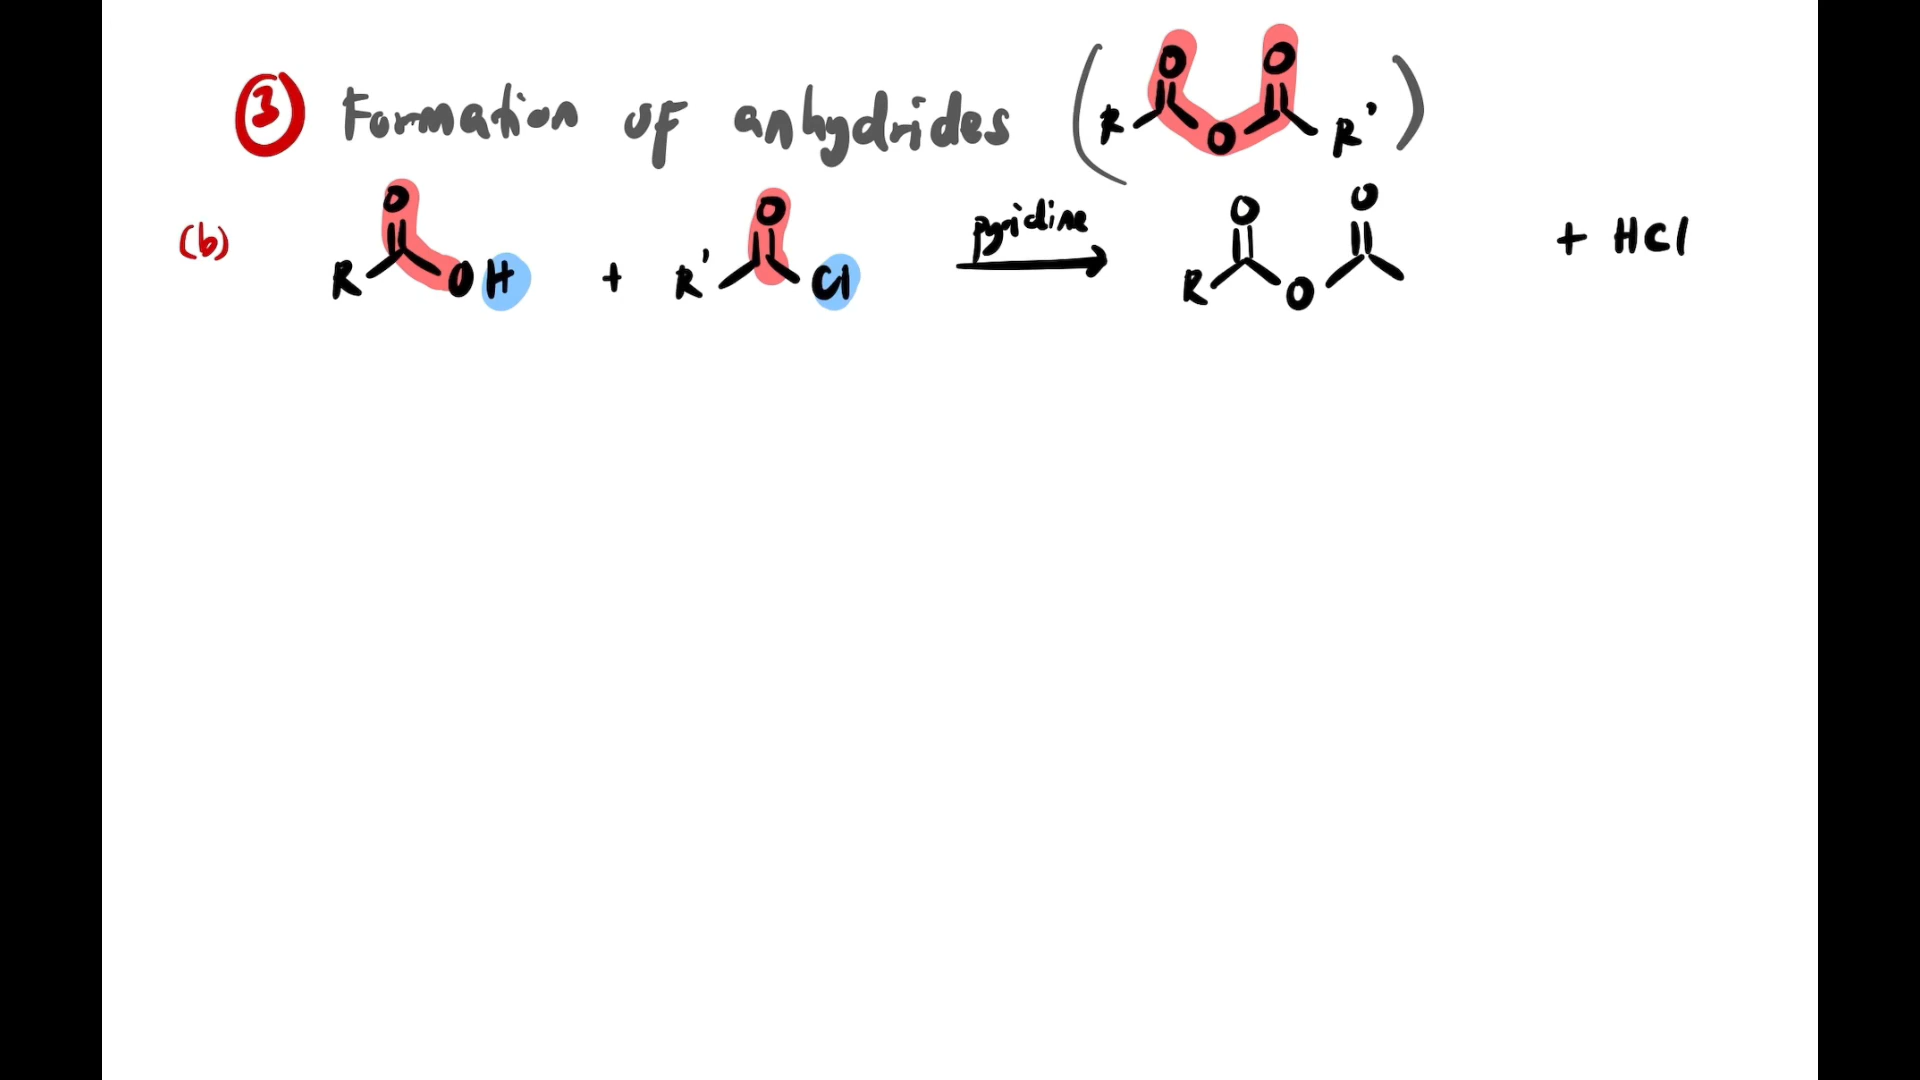 ③ Formation of anhydrides (R O O O R')
(b) R O OH + R' O Cl pyridine → R O O O + HCl